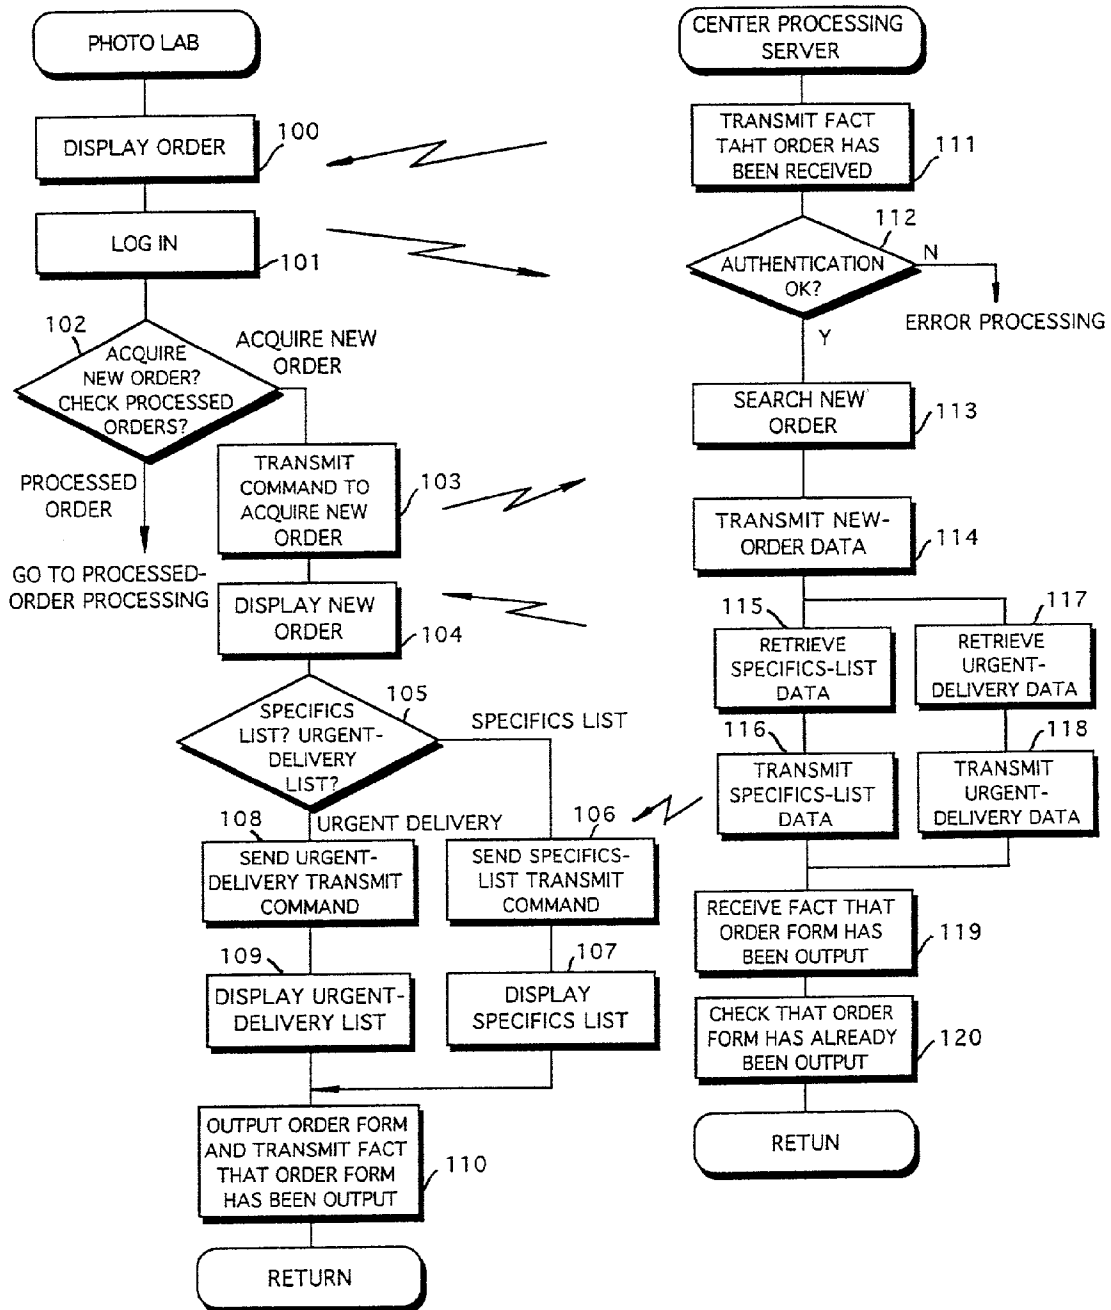 PHOTO LAB
DISPLAY ORDER
100
LOG IN
101
102
ACQUIRE
NEW ORDER?
CHECK PROCESSED
ORDERS?
ACQUIRE NEW
ORDER
PROCESSED
ORDER
GO TO PROCESSED-
ORDER PROCESSING
TRANSMIT
COMMAND TO
ACQUIRE NEW
ORDER
103
DISPLAY NEW
ORDER
104
SPECIFICS
LIST? URGENT-
DELIVERY
LIST?
105
SPECIFICS LIST
URGENT DELIVERY
108
SEND URGENT-
DELIVERY TRANSMIT
COMMAND
106
SEND SPECIFICS-
LIST TRANSMIT
COMMAND
109
DISPLAY URGENT-
DELIVERY LIST
107
DISPLAY
SPECIFICS LIST
OUTPUT ORDER FORM
AND TRANSMIT FACT
THAT ORDER FORM
HAS BEEN OUTPUT
110
RETURN
CENTER PROCESSING
SERVER
TRANSMIT FACT
TAHT ORDER HAS
BEEN RECEIVED
111
112
AUTHENTICATION
OK?
N
ERROR PROCESSING
Y
SEARCH NEW
ORDER
113
TRANSMIT NEW-
ORDER DATA
114
115
RETRIEVE
SPECIFICS-LIST
DATA
117
RETRIEVE
URGENT-
DELIVERY DATA
116
TRANSMIT
SPECIFICS-LIST
DATA
118
TRANSMIT
URGENT-
DELIVERY DATA
RECEIVE FACT THAT
ORDER FORM HAS
BEEN OUTPUT
119
CHECK THAT ORDER
FORM HAS ALREADY
BEEN OUTPUT
120
RETUN